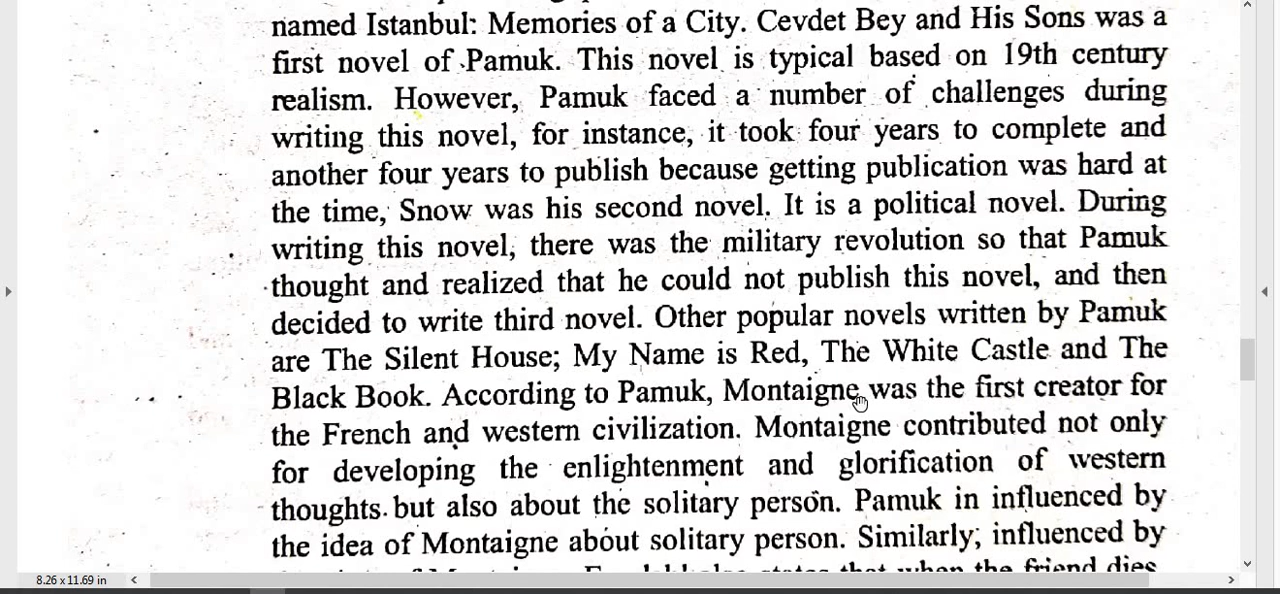 named Istanbul: Memories of a City. Cevdet Bey and His Sons was a
first novel of Pamuk. This novel is typical based on 19th century
realism. However, Pamuk faced a number of challenges during
writing this novel, for instance, it took four years to complete and
another four years to publish because getting publication was hard at
the time, Snow was his second novel. It is a political novel. During
writing this novel, there was the military revolution so that Pamuk
thought and realized that he could not publish this novel, and then
decided to write third novel. Other popular novels written by Pamuk
are The Silent House; My Name is Red, The White Castle and The
Black Book. According to Pamuk, Montaigne was the first creator for
the French and western civilization. Montaigne contributed not only
for developing the enlightenment and glorification of western
thoughts but also about the solitary person. Pamuk in influenced by
the idea of Montaigne about solitary person. Similarly, influenced by
states that when the friend dies
8.26 x 11.69 in